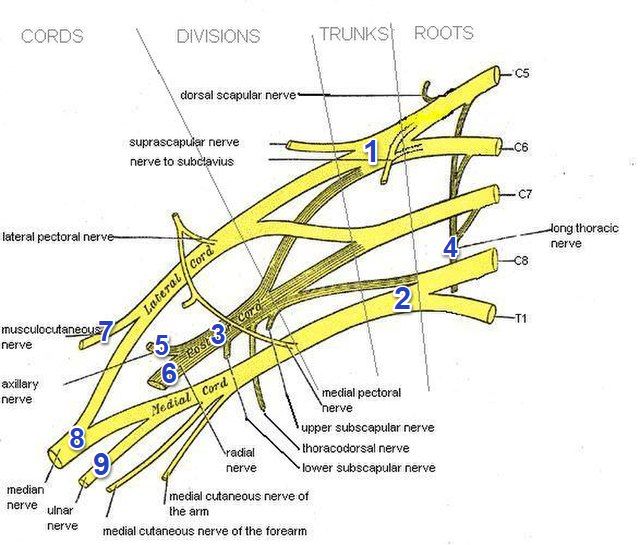 CORDS DIVISIONS TRUNKS ROOTS
C5
dorsal scapular nerve
suprascapular nerve
1
C6
nerve to subclavius
C7
lateral pectoral nerve
4
long thoracic
nerve
Lateral Cord
C8
2
T1
musculocutaneous
nerve
7
5
3
Post Cord
6
axillary
nerve
Medial Cord
medial pectoral
nerve
8
upper subscapular nerve
9
radial
nerve
thoracodorsal nerve
lower subscapular nerve
median
nerve
ulnar
nerve
medial cutaneous nerve of
the arm
medial cutaneous nerve of the forearm